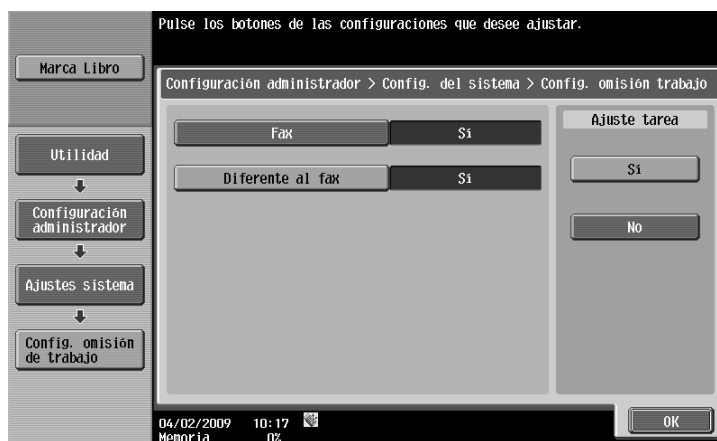 Pulse los botones de las configuraciones que desee ajustar.
Marca Libro
Configuración administrador > Config. del sistema > Config. omisión trabajo
Fax Sí
Diferente al fax Sí
Ajuste tarea
Sí
No
Utilidad
Configuración
administrador
Ajustes sistema
Config. omisión
de trabajo
04/02/2009 10:17
Memoria 0%
OK